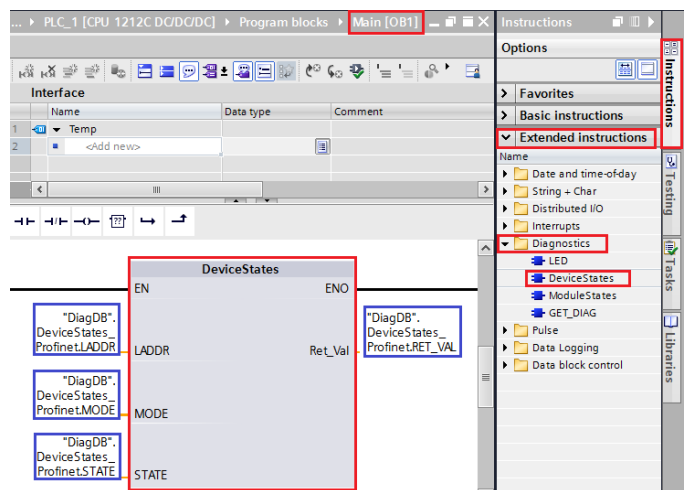 ... ▸ PLC_1 [CPU 1212C DC/DC/DC] ▸ Program blocks ▸ Main [OB1]
Interface
Name Data type Comment
1 Temp
2 <Add new>
??
DeviceStates
EN ENO
"DiagDB".
DeviceStates_
Profinet.LADDR
LADDR
Ret_Val
"DiagDB".
DeviceStates_
Profinet.RET_VAL
"DiagDB".
DeviceStates_
Profinet.MODE
MODE
"DiagDB".
DeviceStates_
Profinet.STATE
STATE
Instructions
Options
> Favorites
> Basic instructions
Extended instructions
Name
Date and time-of-day
String + Char
Distributed I/O
Interrupts
Diagnostics
LED
DeviceStates
ModuleStates
GET_DIAG
Pulse
Data Logging
Data block control
Instructions
Testing
Tasks
Libraries